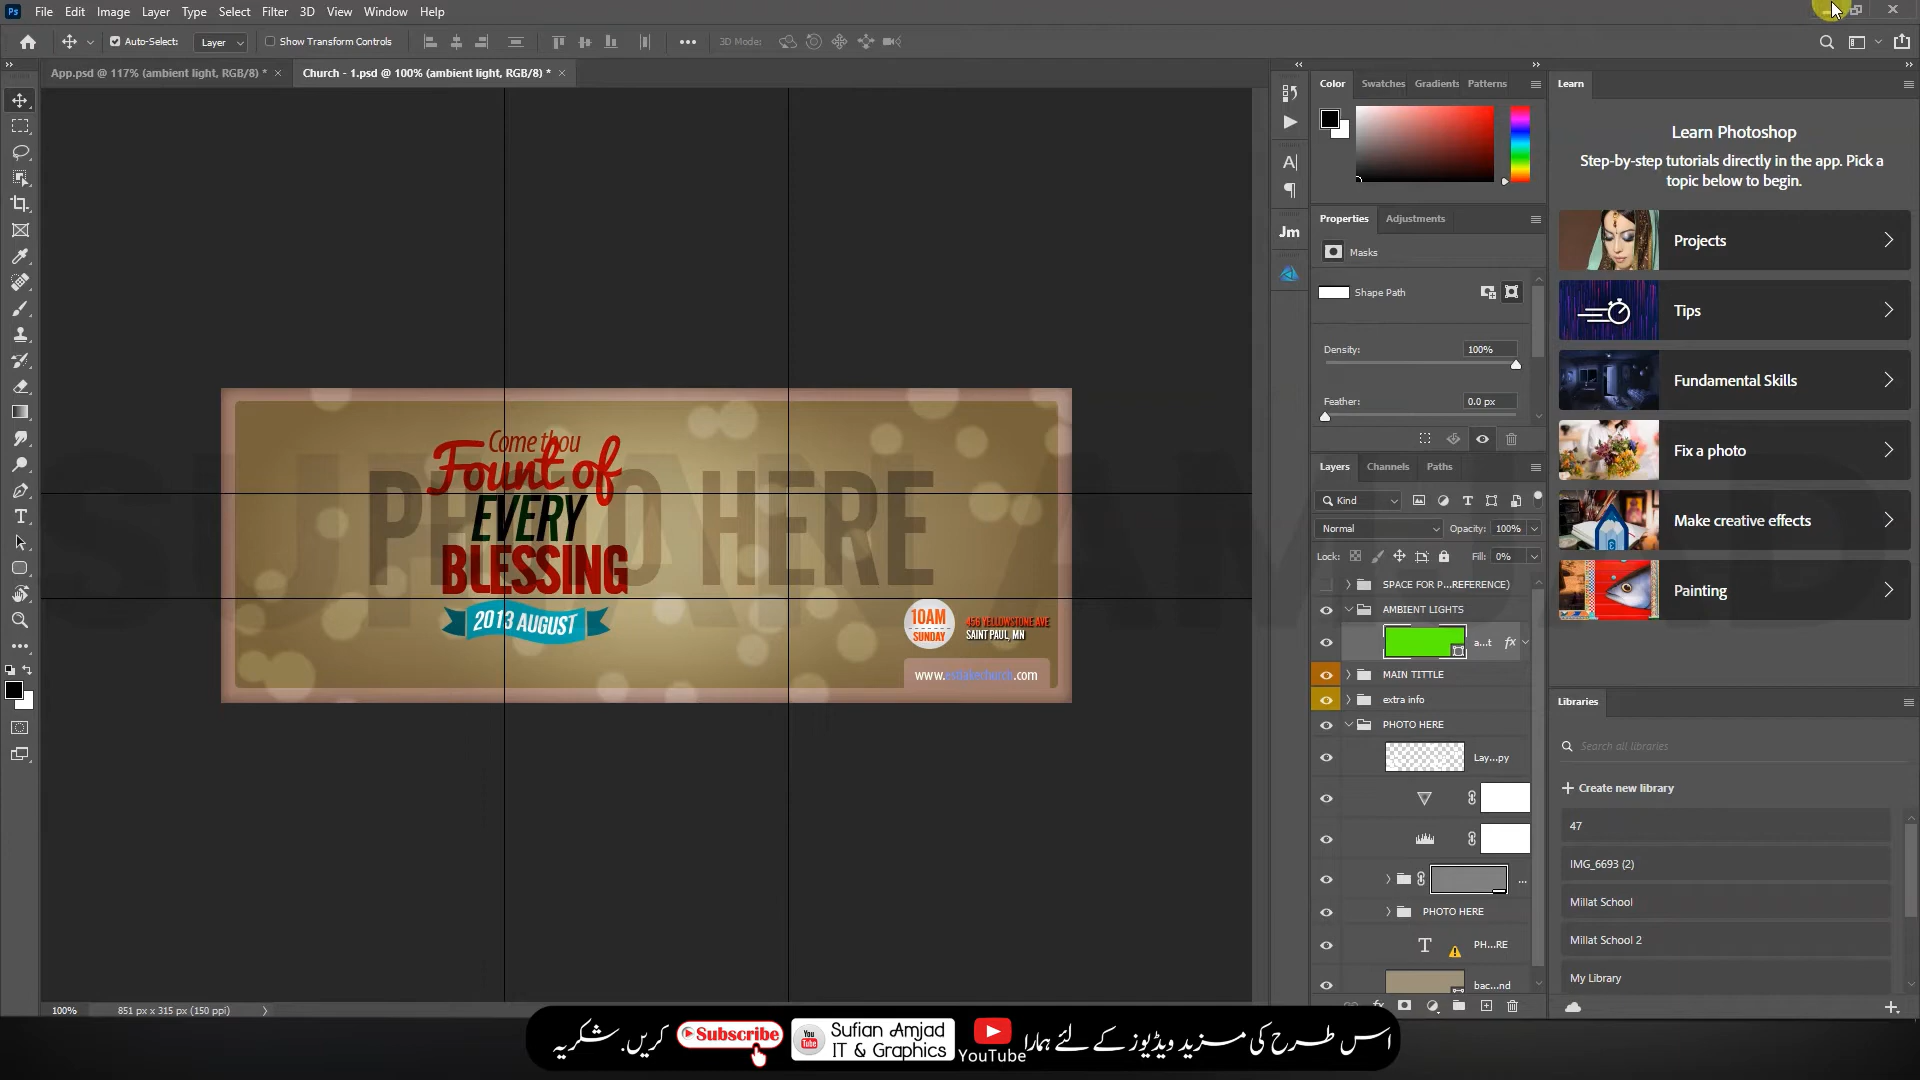 Ps File Edit Image Layer Type Select Filter 3D View Window Help
Auto-Select: Layer Show Transform Controls 3D Mode:
App.psd @ 117% (ambient light, RGB/8) * Church - 1.psd @ 100% (ambient light, RGB/8) *
Color Swatches Gradients Patterns
Learn
Learn Photoshop
Step-by-step tutorials directly in the app. Pick a
topic below to begin.
Projects
Tips
Fundamental Skills
Fix a photo
Make creative effects
Painting
Properties Adjustments
Masks
Shape Path
Density: 100%
Feather: 0.0 px
Layers Channels Paths
Kind
Normal Opacity: 100%
Lock: Fill: 0%
SPACE FOR P...REFERENCE)
AMBIENT LIGHTS
a...t fx
MAIN TITTLE
extra info
PHOTO HERE
Lay...py
...
PHOTO HERE
T PH...RE
bac...nd
Libraries
Search all libraries
Create new library
47
IMG_6693 (2)
Millat School
Millat School 2
My Library
Jm
PHOTO HERE
Come thou
Fount of
EVERY
BLESSING
2013 AUGUST
10AM
SUNDAY
458 YELLOWSTONE AVE
SAINT PAUL, MN
www.esdakechurch.com
100% 851 px x 315 px (150 ppi)
اس طرح کی مزید ویڈیوز کے لئے ہمارا YouTube Sufian Amjad IT & Graphics Subscribe کریں. شکریہ
You Tube